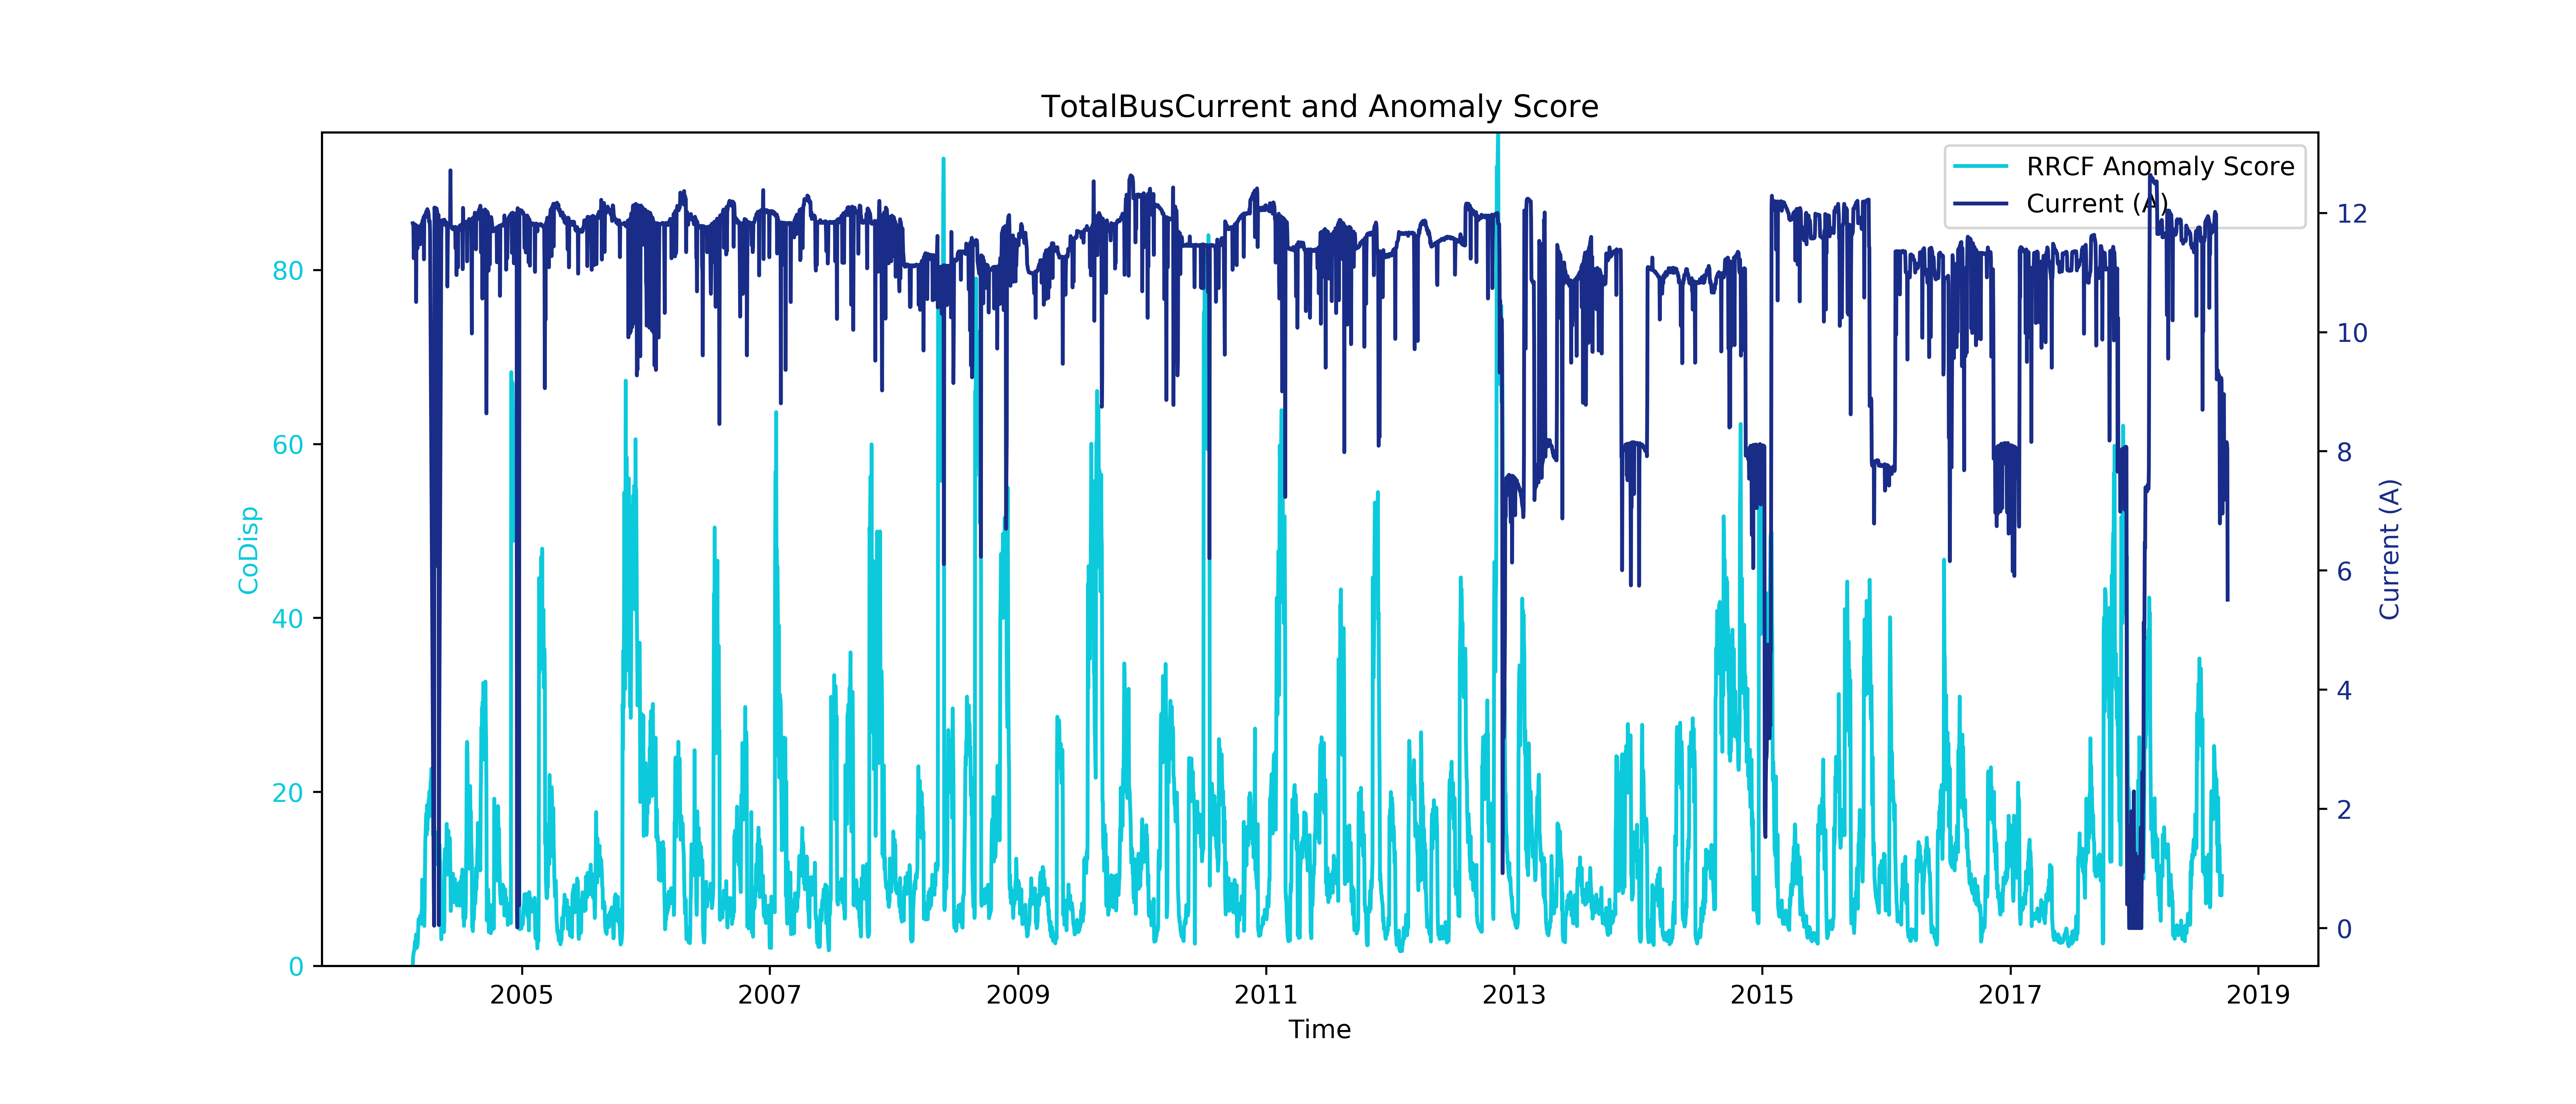 TotalBusCurrent and Anomaly Score
RRCF Anomaly Score
Current (A)
80
60
40
20
0
CoDisp
12
10
8
6
4
2
0
Current (A)
2005 2007 2009 2011 2013 2015 2017 2019
Time